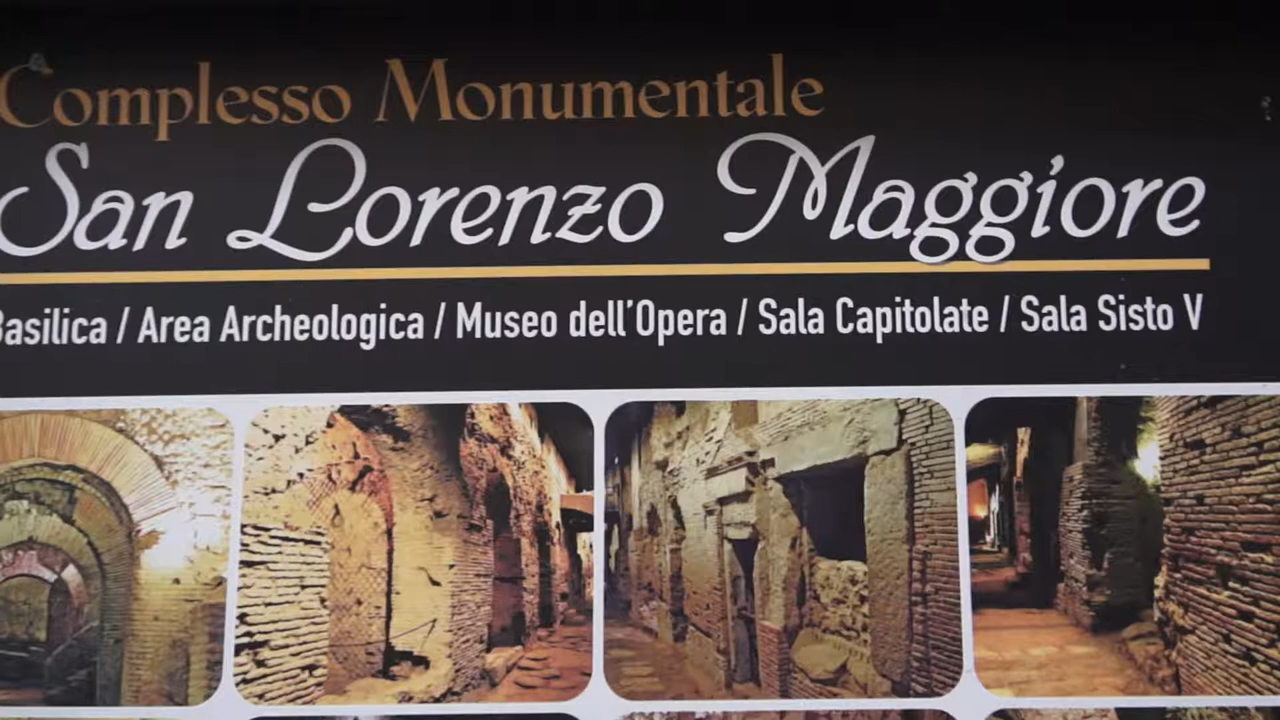 Complesso Monumentale
San Lorenzo Maggiore
Basilica / Area Archeologica / Museo dell'Opera / Sala Capitolate / Sala Sisto V